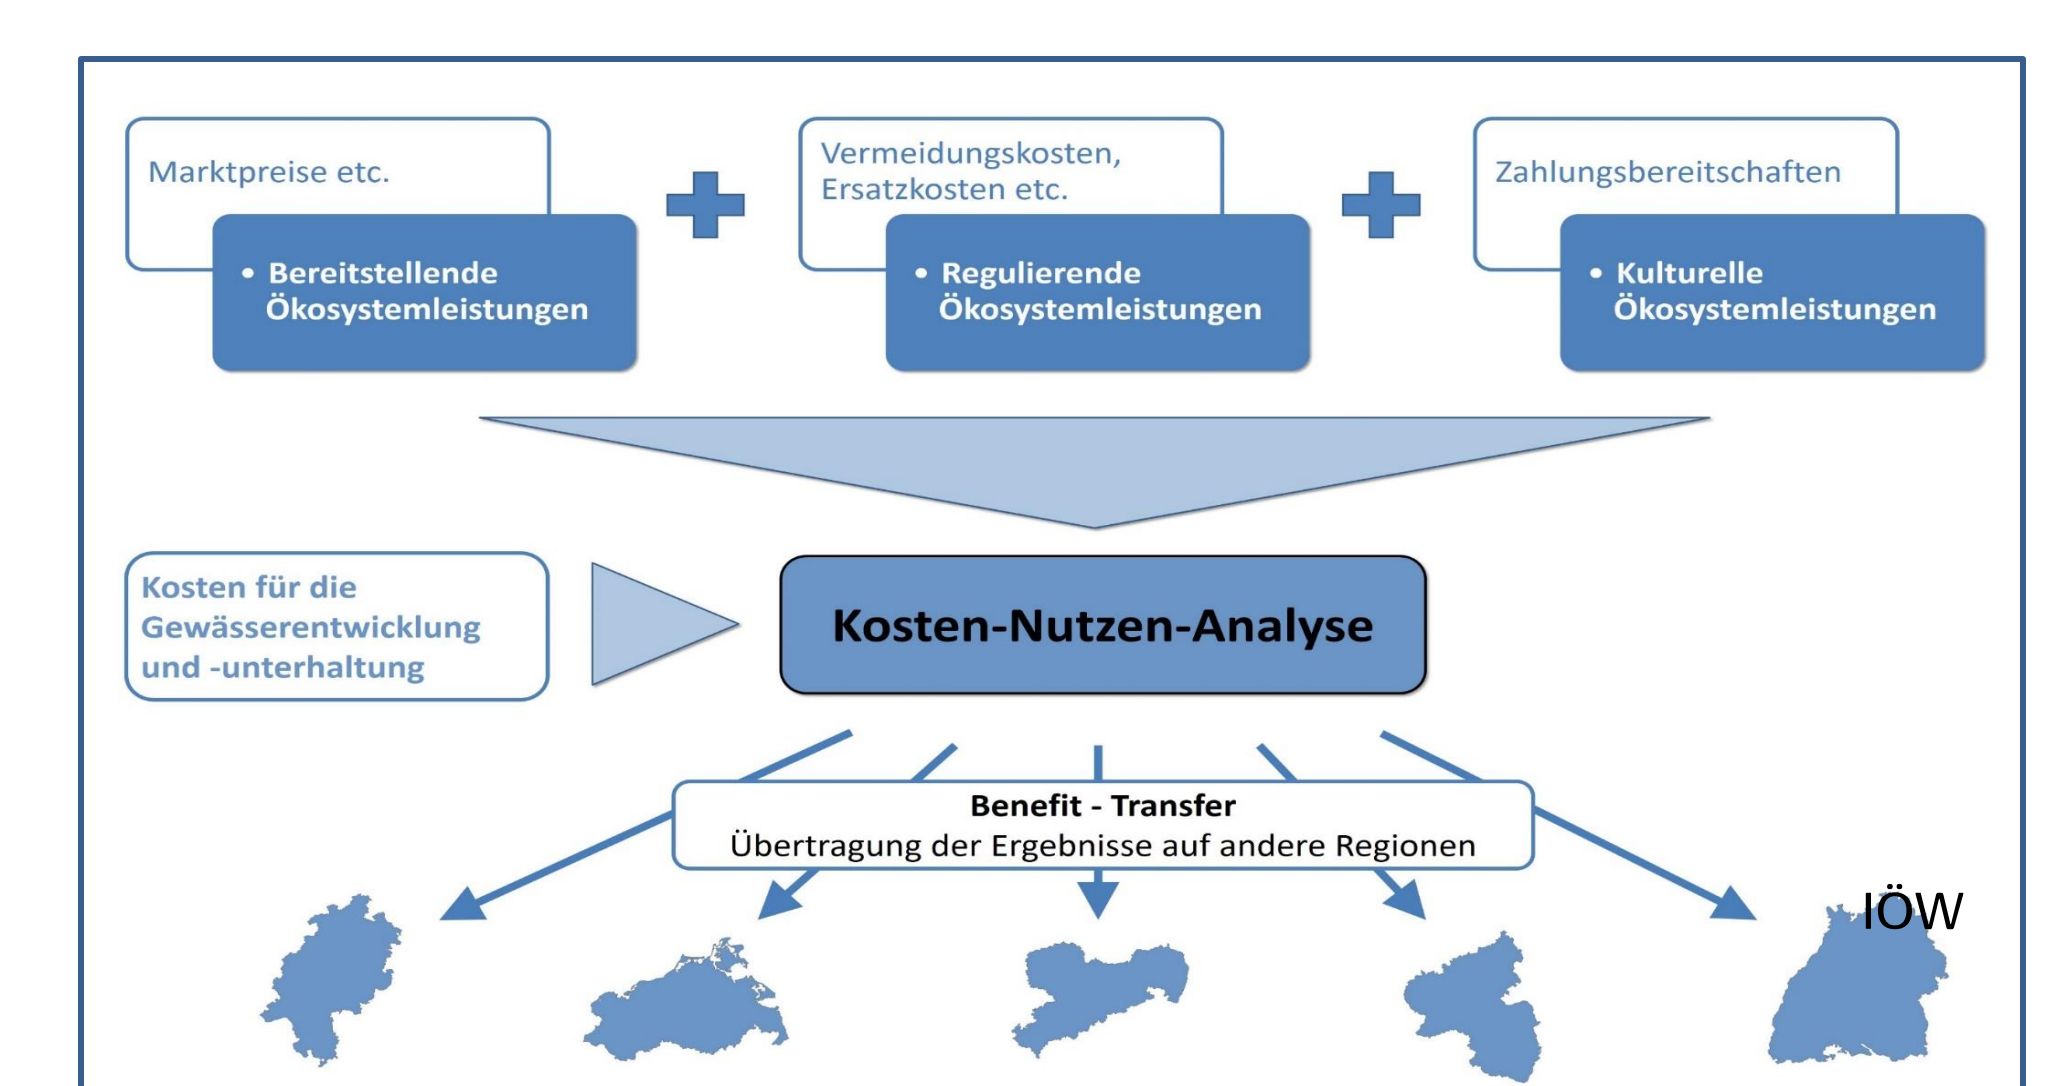 Marktpreise etc.
• Bereitstellende
Ökosystemleistungen
Vermeidungskosten,
Ersatzkosten etc.
• Regulierende
Ökosystemleistungen
Zahlungsbereitschaften
• Kulturelle
Ökosystemleistungen
Kosten für die
Gewässerentwicklung
und -unterhaltung
Kosten-Nutzen-Analyse
Benefit - Transfer
Übertragung der Ergebnisse auf andere Regionen
IÖW